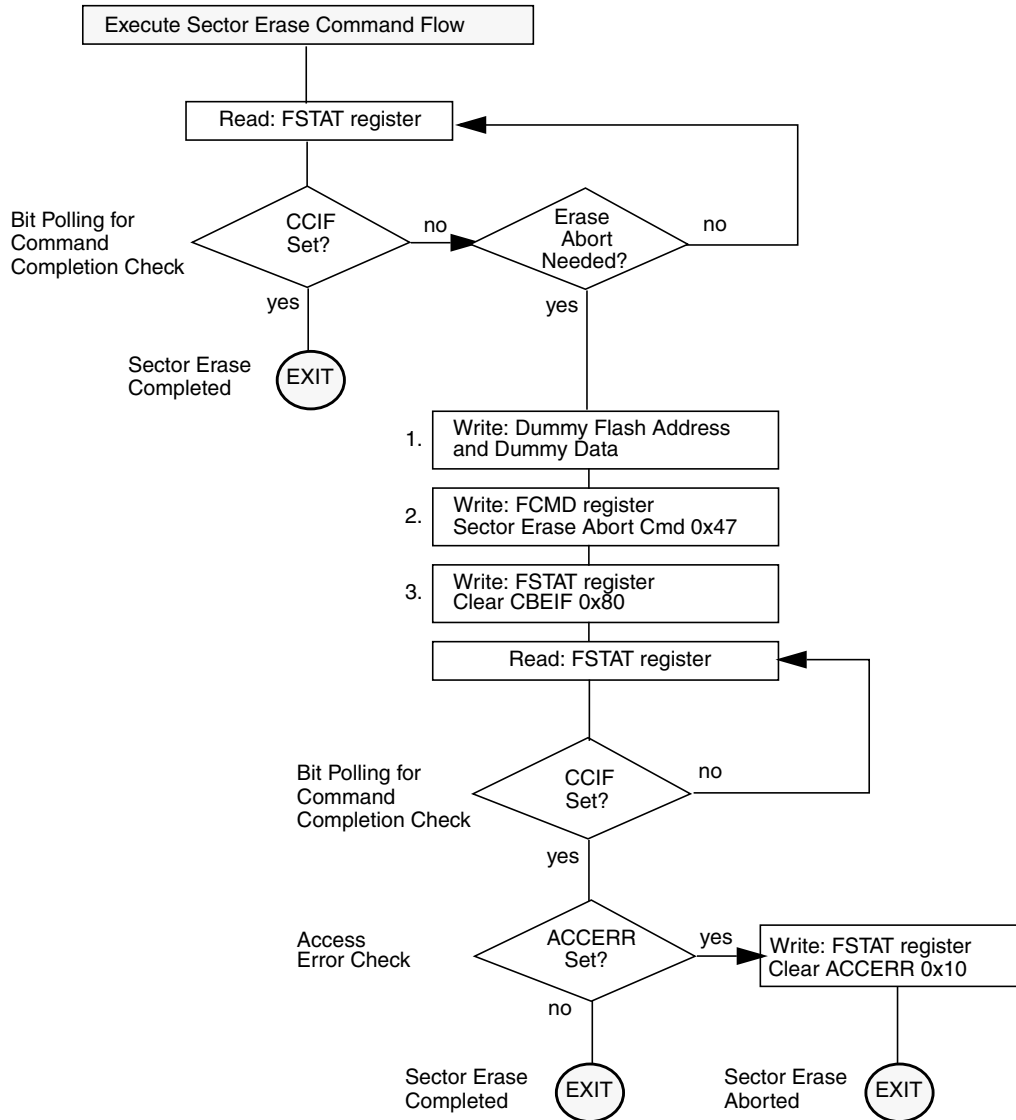 Execute Sector Erase Command Flow
Read: FSTAT register
Bit Polling for
Command
Completion Check
CCIF
Set?
no
Erase
Abort
Needed?
no
yes
yes
Sector Erase
Completed
EXIT
1.
Write: Dummy Flash Address
and Dummy Data
2.
Write: FCMD register
Sector Erase Abort Cmd 0x47
3.
Write: FSTAT register
Clear CBEIF 0x80
Read: FSTAT register
Bit Polling for
Command
Completion Check
CCIF
Set?
no
yes
Access
Error Check
ACCERR
Set?
yes
Write: FSTAT register
Clear ACCERR 0x10
no
Sector Erase
Completed
EXIT
Sector Erase
Aborted
EXIT